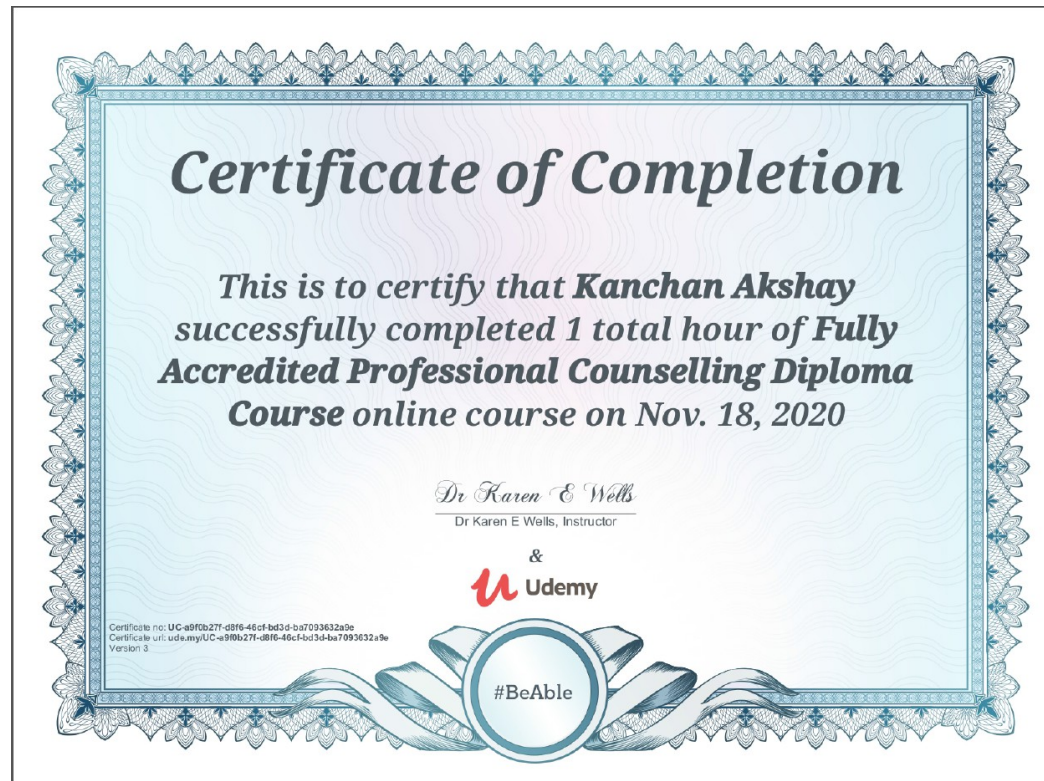 Certificate of Completion
This is to certify that Kanchan Akshay
successfully completed 1 total hour of Fully
Accredited Professional Counselling Diploma
Course online course on Nov. 18, 2020
Dr Karen E Wells
Dr Karen E Wells, Instructor
&
Udemy
Certificate no: UC-a9f0b27f-d8f6-46cf-bd3d-ba7093632a9e
Certificate url: ude.my/UC-a9f0b27f-d8f6-46cf-bd3d-ba7093632a9e
Version 3
#BeAble